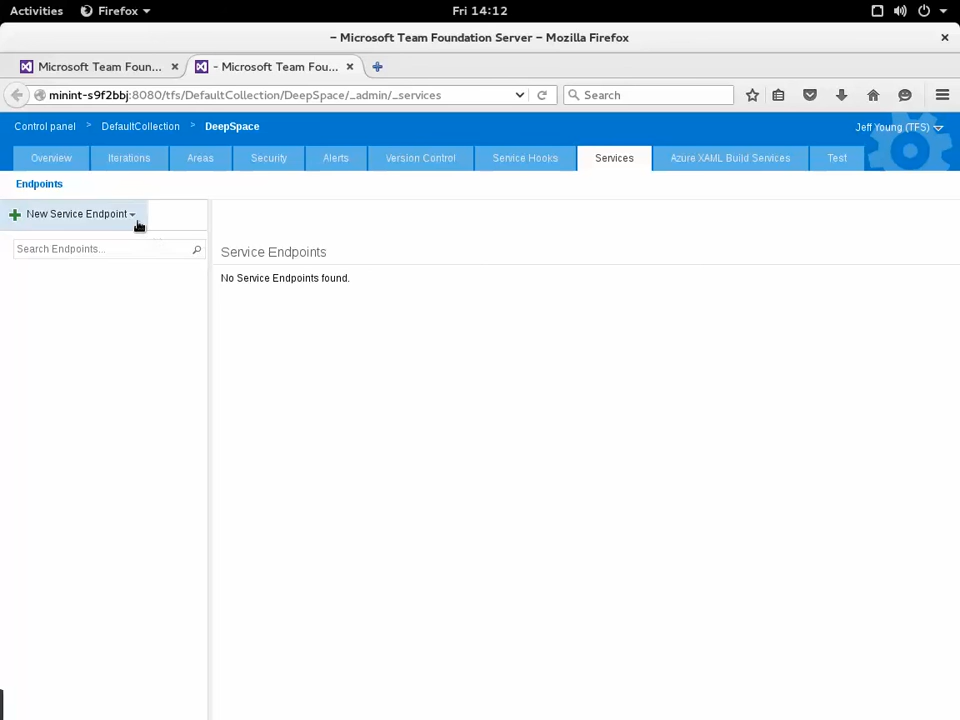 Activities Firefox Fri 14:12
– Microsoft Team Foundation Server – Mozilla Firefox
Microsoft Team Foun... - Microsoft Team Fou...
minint-s9f2bbj:8080/tfs/DefaultCollection/DeepSpace/_admin/_services Search
Control panel > DefaultCollection > DeepSpace Jeff Young (TFS)
Overview Iterations Areas Security Alerts Version Control Service Hooks Services Azure XAML Build Services Test
Endpoints
New Service Endpoint
Search Endpoints...
Service Endpoints
No Service Endpoints found.